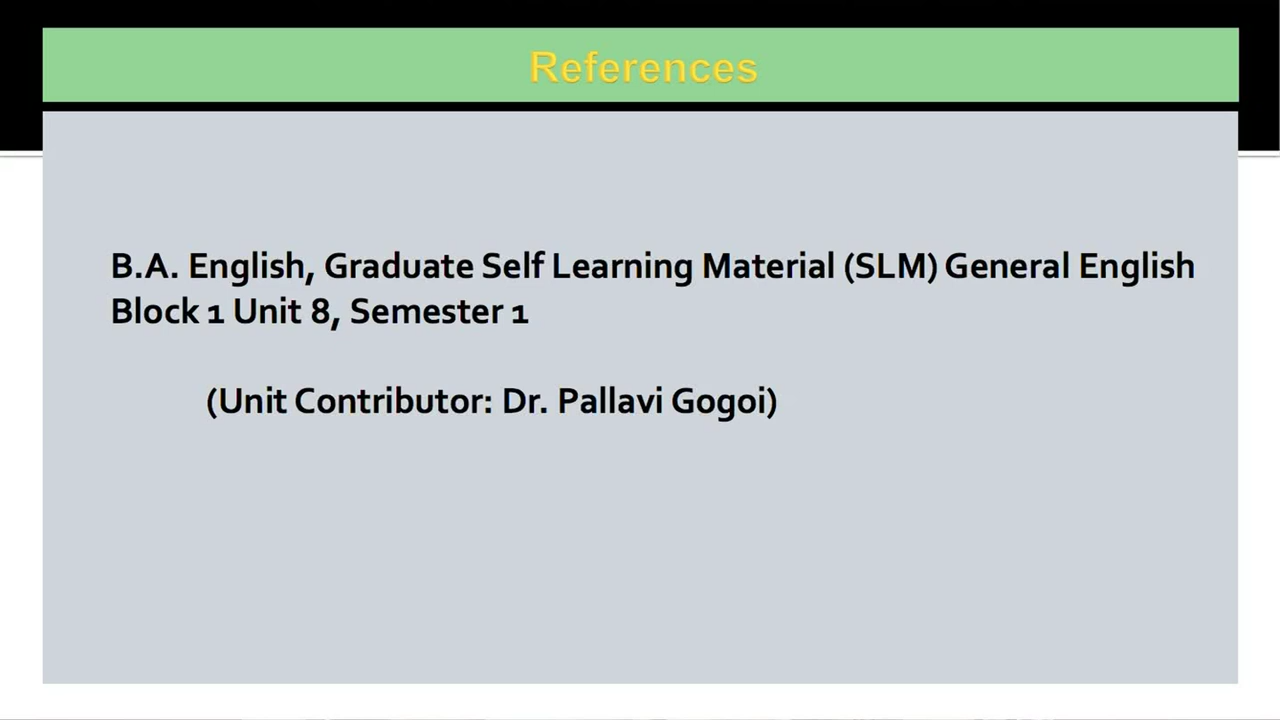 References
B.A. English, Graduate Self Learning Material (SLM) General English
Block 1 Unit 8, Semester 1
(Unit Contributor: Dr. Pallavi Gogoi)